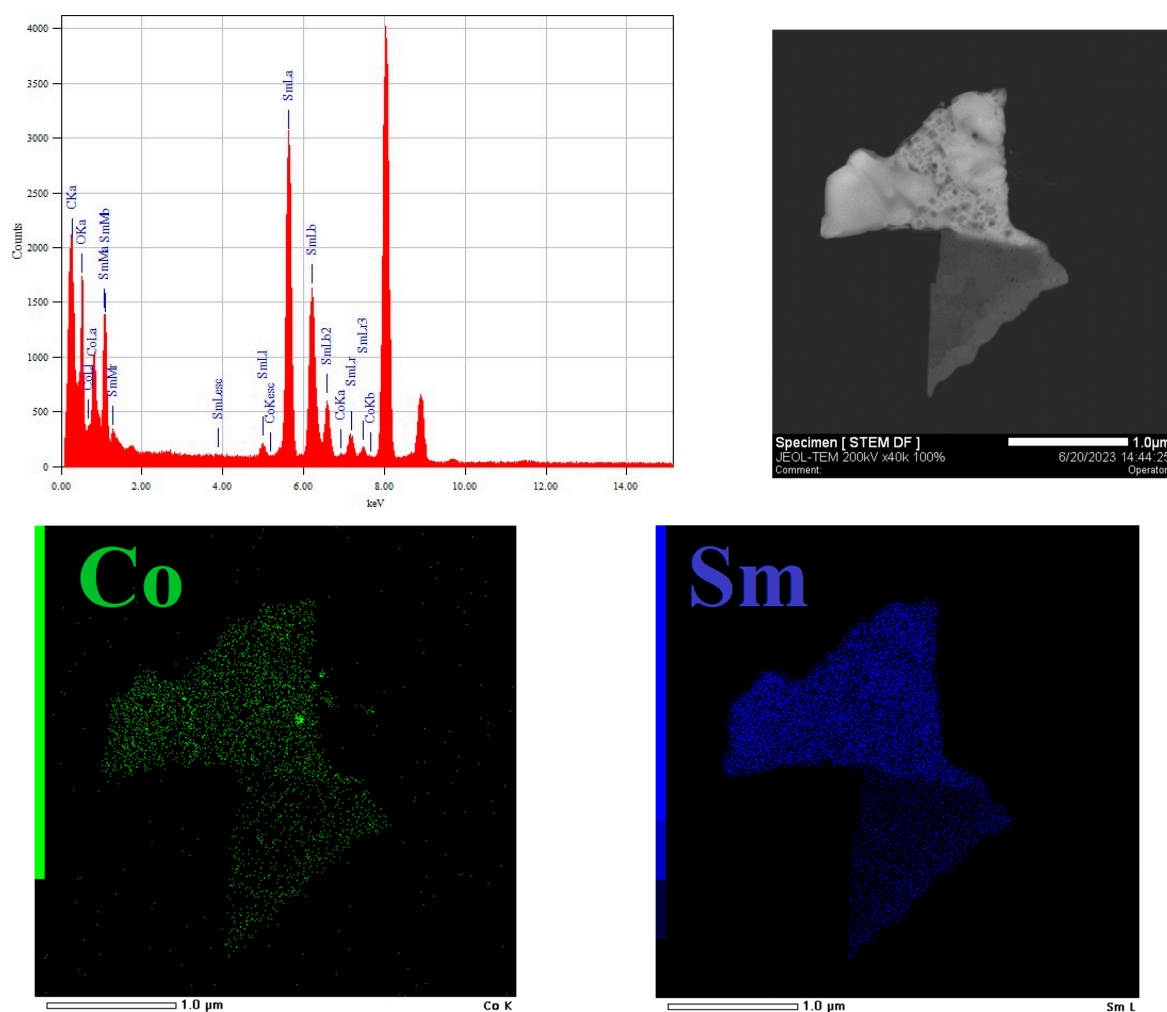 4000
3500
3000
2500
2000
1500
1000
500
0
Counts
CKa
OKa
CoLl
CoLa
SmMa SmMb
SmMr
SmLesc
SmLl
CoKesc
SmLa
SmLb
SmLb2
CoKa
SmLr
SmLr3
CoKb
0.00 2.00 4.00 6.00 8.00 10.00 12.00 14.00
keV
Specimen [ STEM DF ] 1.0µm
JEOL-TEM 200kV x40k 100% 6/20/2023 14:44:25
Comment: Operator
Co
1.0 µm Co K
Sm
1.0 µm Sm L